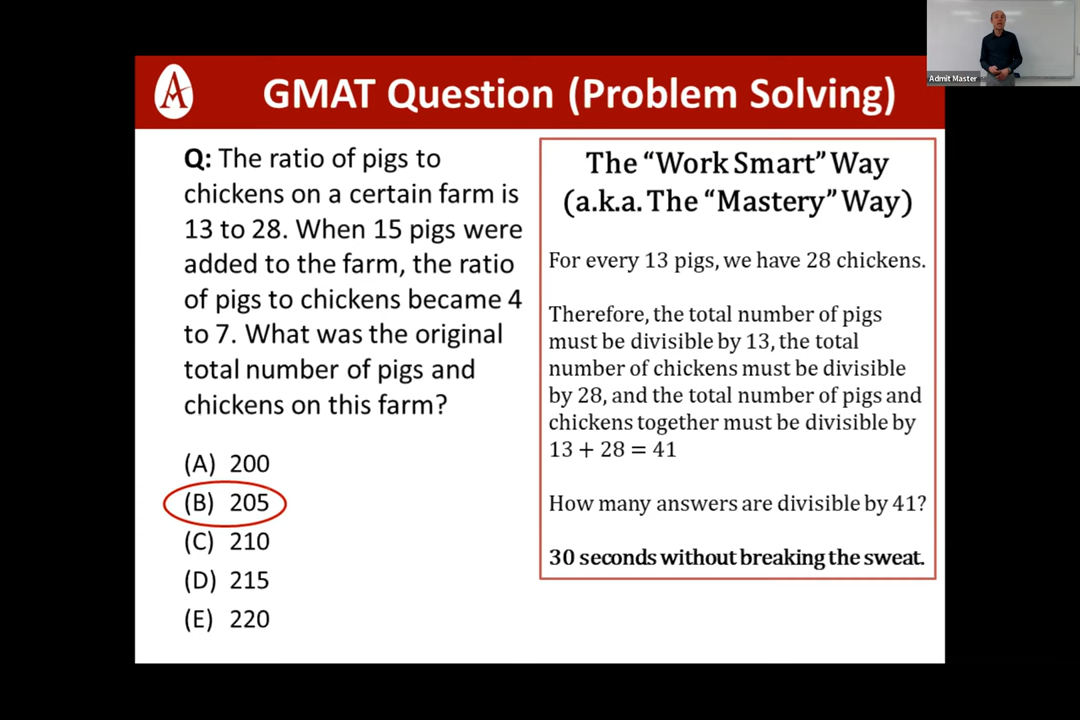 GMAT Question (Problem Solving)
Admit Master
Q: The ratio of pigs to
chickens on a certain farm is
13 to 28. When 15 pigs were
added to the farm, the ratio
of pigs to chickens became 4
to 7. What was the original
total number of pigs and
chickens on this farm?
(A) 200
(B) 205
(C) 210
(D) 215
(E) 220
The “Work Smart” Way
(a.k.a. The “Mastery” Way)
For every 13 pigs, we have 28 chickens.
Therefore, the total number of pigs
must be divisible by 13, the total
number of chickens must be divisible
by 28, and the total number of pigs and
chickens together must be divisible by
13 + 28 = 41
How many answers are divisible by 41?
30 seconds without breaking the sweat.